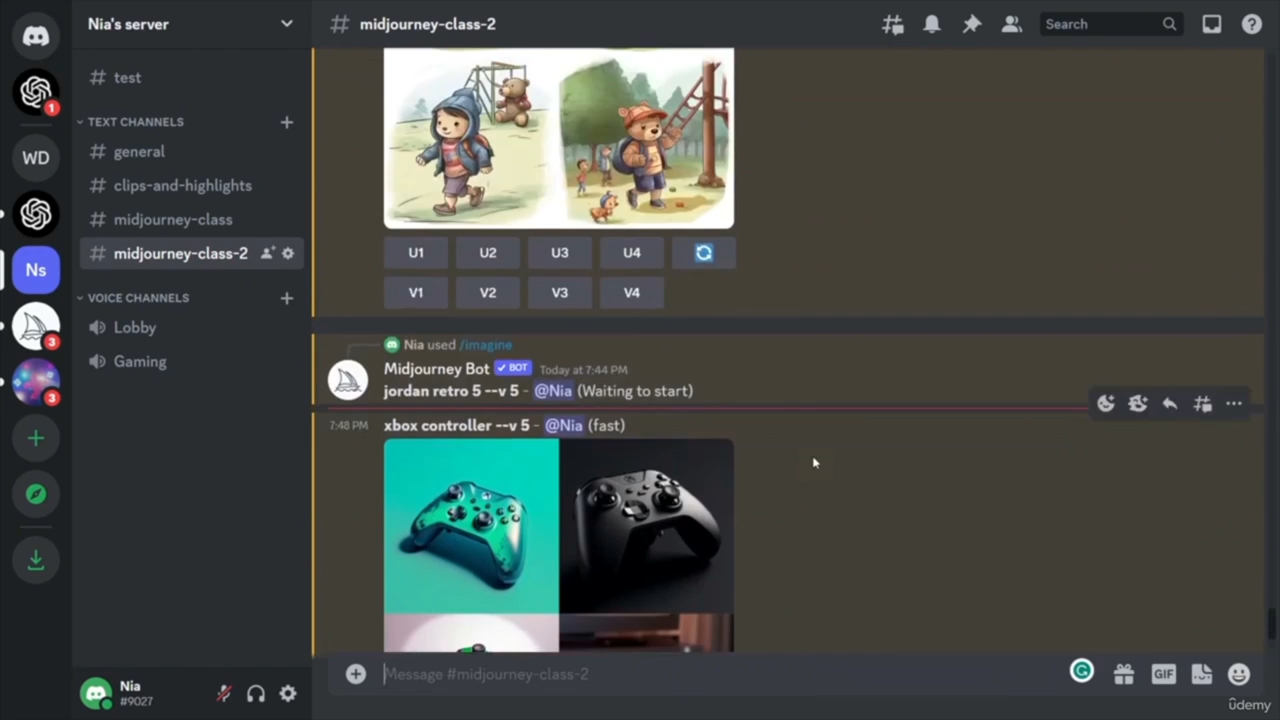 Nia's server
midjourney-class-2
Search
1
WD
Ns
3
3
test
TEXT CHANNELS
general
clips-and-highlights
midjourney-class
midjourney-class-2
VOICE CHANNELS
Lobby
Gaming
U1 U2 U3 U4
V1 V2 V3 V4
Nia used /imagine
Midjourney Bot BOT Today at 7:44 PM
jordan retro 5 --v 5 - @Nia (Waiting to start)
7:48 PM xbox controller --v 5 - @Nia (fast)
Message #midjourney-class-2
GIF
Nia
#9027
ûdemy